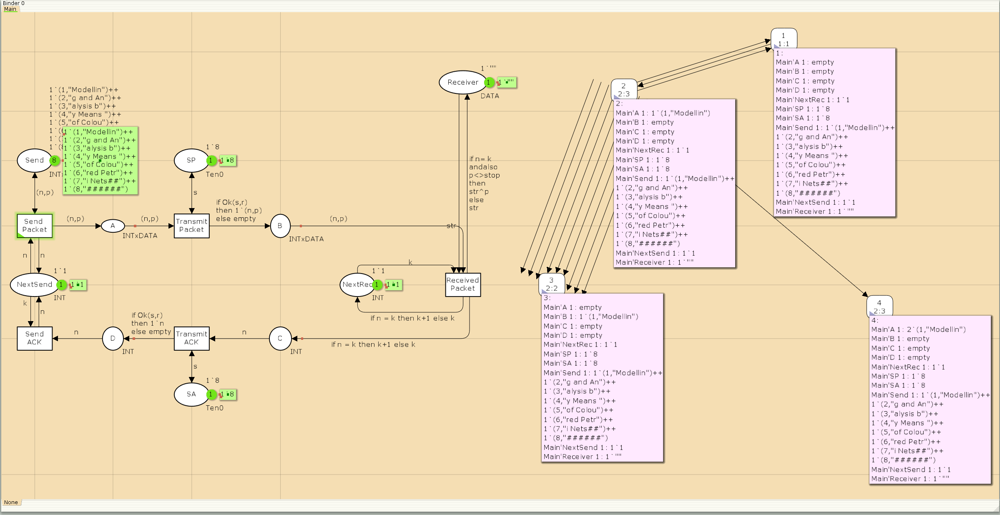 Binder 0
Main
1`(1,"Modellin")++
1`(2,"g and An")++
1`(3,"alysis b")++
1`(4,"y Means ")++
1`(5,"of Colou")++
1`(
1`(
1`(
1`(1,"Modellin")++
1`(2,"g and An")++
1`(3,"alysis b")++
1`(4,"y Means ")++
1`(5,"of Colou")++
1`(6,"red Petr")++
1`(7,"i Nets##")++
1`(8,"######")
Send
8
INTx
(n,p)
1`8
SP
1
1`8
Ten0
s
Send
Packet
(n,p)
A
INTxDATA
(n,p)
Transmit
Packet
if Ok(s,r)
then 1`(n,p)
else empty
B
INTxDATA
(n,p)
str
1`""
Receiver
1
1`""
DATA
if n= k
andalso
p<>stop
then
str^p
else
str
n
n
1`1
NextSend
1
1`1
INT
k
n
1`1
NextRec
1
1`1
INT
k
Received
Packet
if n = k then k+1 else k
Send
ACK
n
D
INT
if Ok(s,r)
then 1`n
else empty
Transmit
ACK
n
C
INT
if n = k then k+1 else k
s
1`8
SA
1
1`8
Ten0
1
1:1
1:
Main'A 1: empty
Main'B 1: empty
Main'C 1: empty
Main'D 1: empty
Main'NextRec 1: 1`1
Main'SP 1: 1`8
Main'SA 1: 1`8
Main'Send 1: 1`(1,"Modellin")++
1`(2,"g and An")++
1`(3,"alysis b")++
1`(4,"y Means ")++
1`(5,"of Colou")++
1`(6,"red Petr")++
1`(7,"i Nets##")++
1`(8,"######")
Main'NextSend 1: 1`1
Main'Receiver 1: 1`""
2
2:3
2:
Main'A 1: 1`(1,"Modellin")
Main'B 1: empty
Main'C 1: empty
Main'D 1: empty
Main'NextRec 1: 1`1
Main'SP 1: 1`8
Main'SA 1: 1`8
Main'Send 1: 1`(1,"Modellin")++
1`(2,"g and An")++
1`(3,"alysis b")++
1`(4,"y Means ")++
1`(5,"of Colou")++
1`(6,"red Petr")++
1`(7,"i Nets##")++
1`(8,"######")
Main'NextSend 1: 1`1
Main'Receiver 1: 1`""
3
2:2
3:
Main'A 1: empty
Main'B 1: 1`(1,"Modellin")
Main'C 1: empty
Main'D 1: empty
Main'NextRec 1: 1`1
Main'SP 1: 1`8
Main'SA 1: 1`8
Main'Send 1: 1`(1,"Modellin")++
1`(2,"g and An")++
1`(3,"alysis b")++
1`(4,"y Means ")++
1`(5,"of Colou")++
1`(6,"red Petr")++
1`(7,"i Nets##")++
1`(8,"######")
Main'NextSend 1: 1`1
Main'Receiver 1: 1`""
4
2:3
4:
Main'A 1: 2`(1,"Modellin")
Main'B 1: empty
Main'C 1: empty
Main'D 1: empty
Main'NextRec 1: 1`1
Main'SP 1: 1`8
Main'SA 1: 1`8
Main'Send 1: 1`(1,"Modellin")++
1`(2,"g and An")++
1`(3,"alysis b")++
1`(4,"y Means ")++
1`(5,"of Colou")++
1`(6,"red Petr")++
1`(7,"i Nets##")++
1`(8,"######")
Main'NextSend 1: 1`1
Main'Receiver 1: 1`""
None